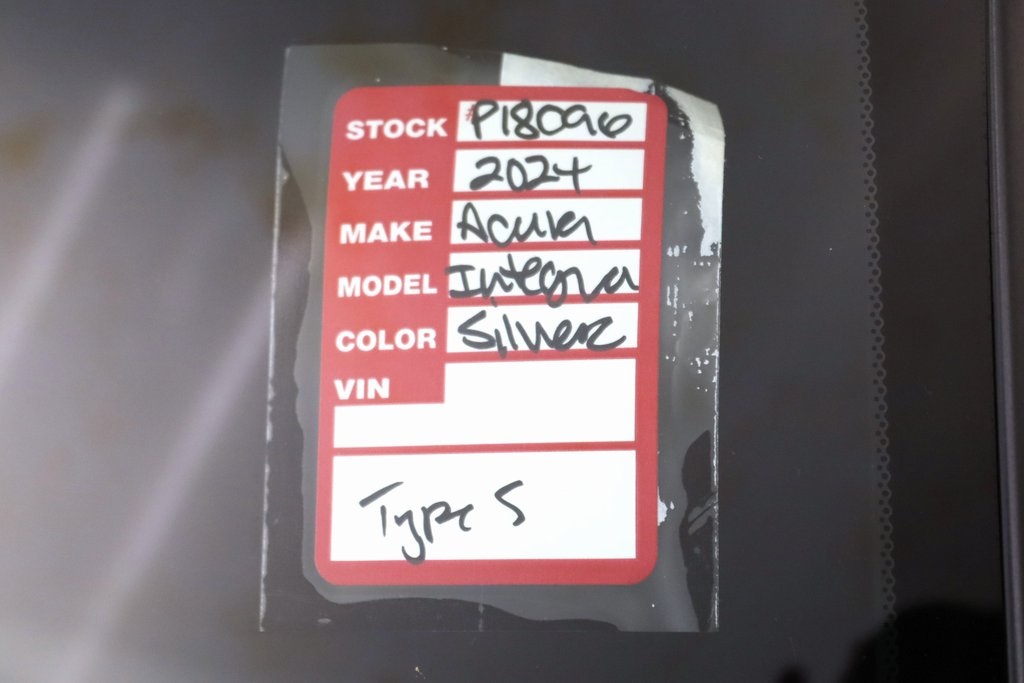 STOCK #P18096
YEAR 2024
MAKE Acura
MODEL Integra
COLOR Silver
VIN
Type S